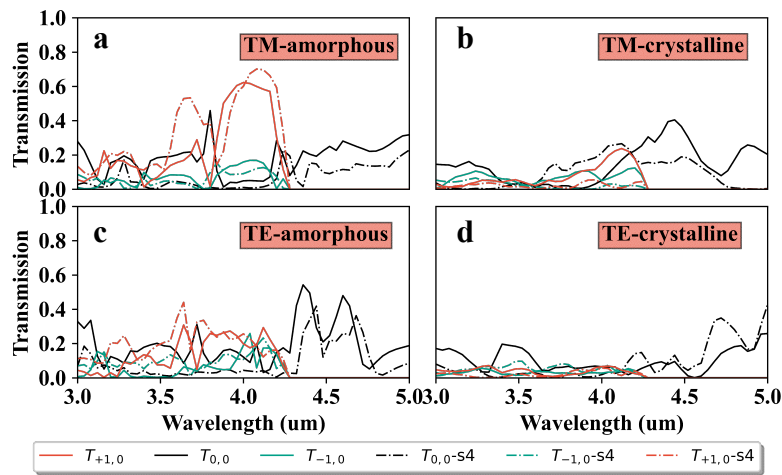 a
TM-amorphous
b
TM-crystalline
Transmission
1.0
0.8
0.6
0.4
0.2
0.0
c
TE-amorphous
d
TE-crystalline
Transmission
1.0
0.8
0.6
0.4
0.2
0.0
3.0 3.5 4.0 4.5 5.0 3.0 3.5 4.0 4.5 5.0
Wavelength (um) Wavelength (um)
T+1,0 T0,0 T−1,0 T0,0-s4 T−1,0-s4 T+1,0-s4